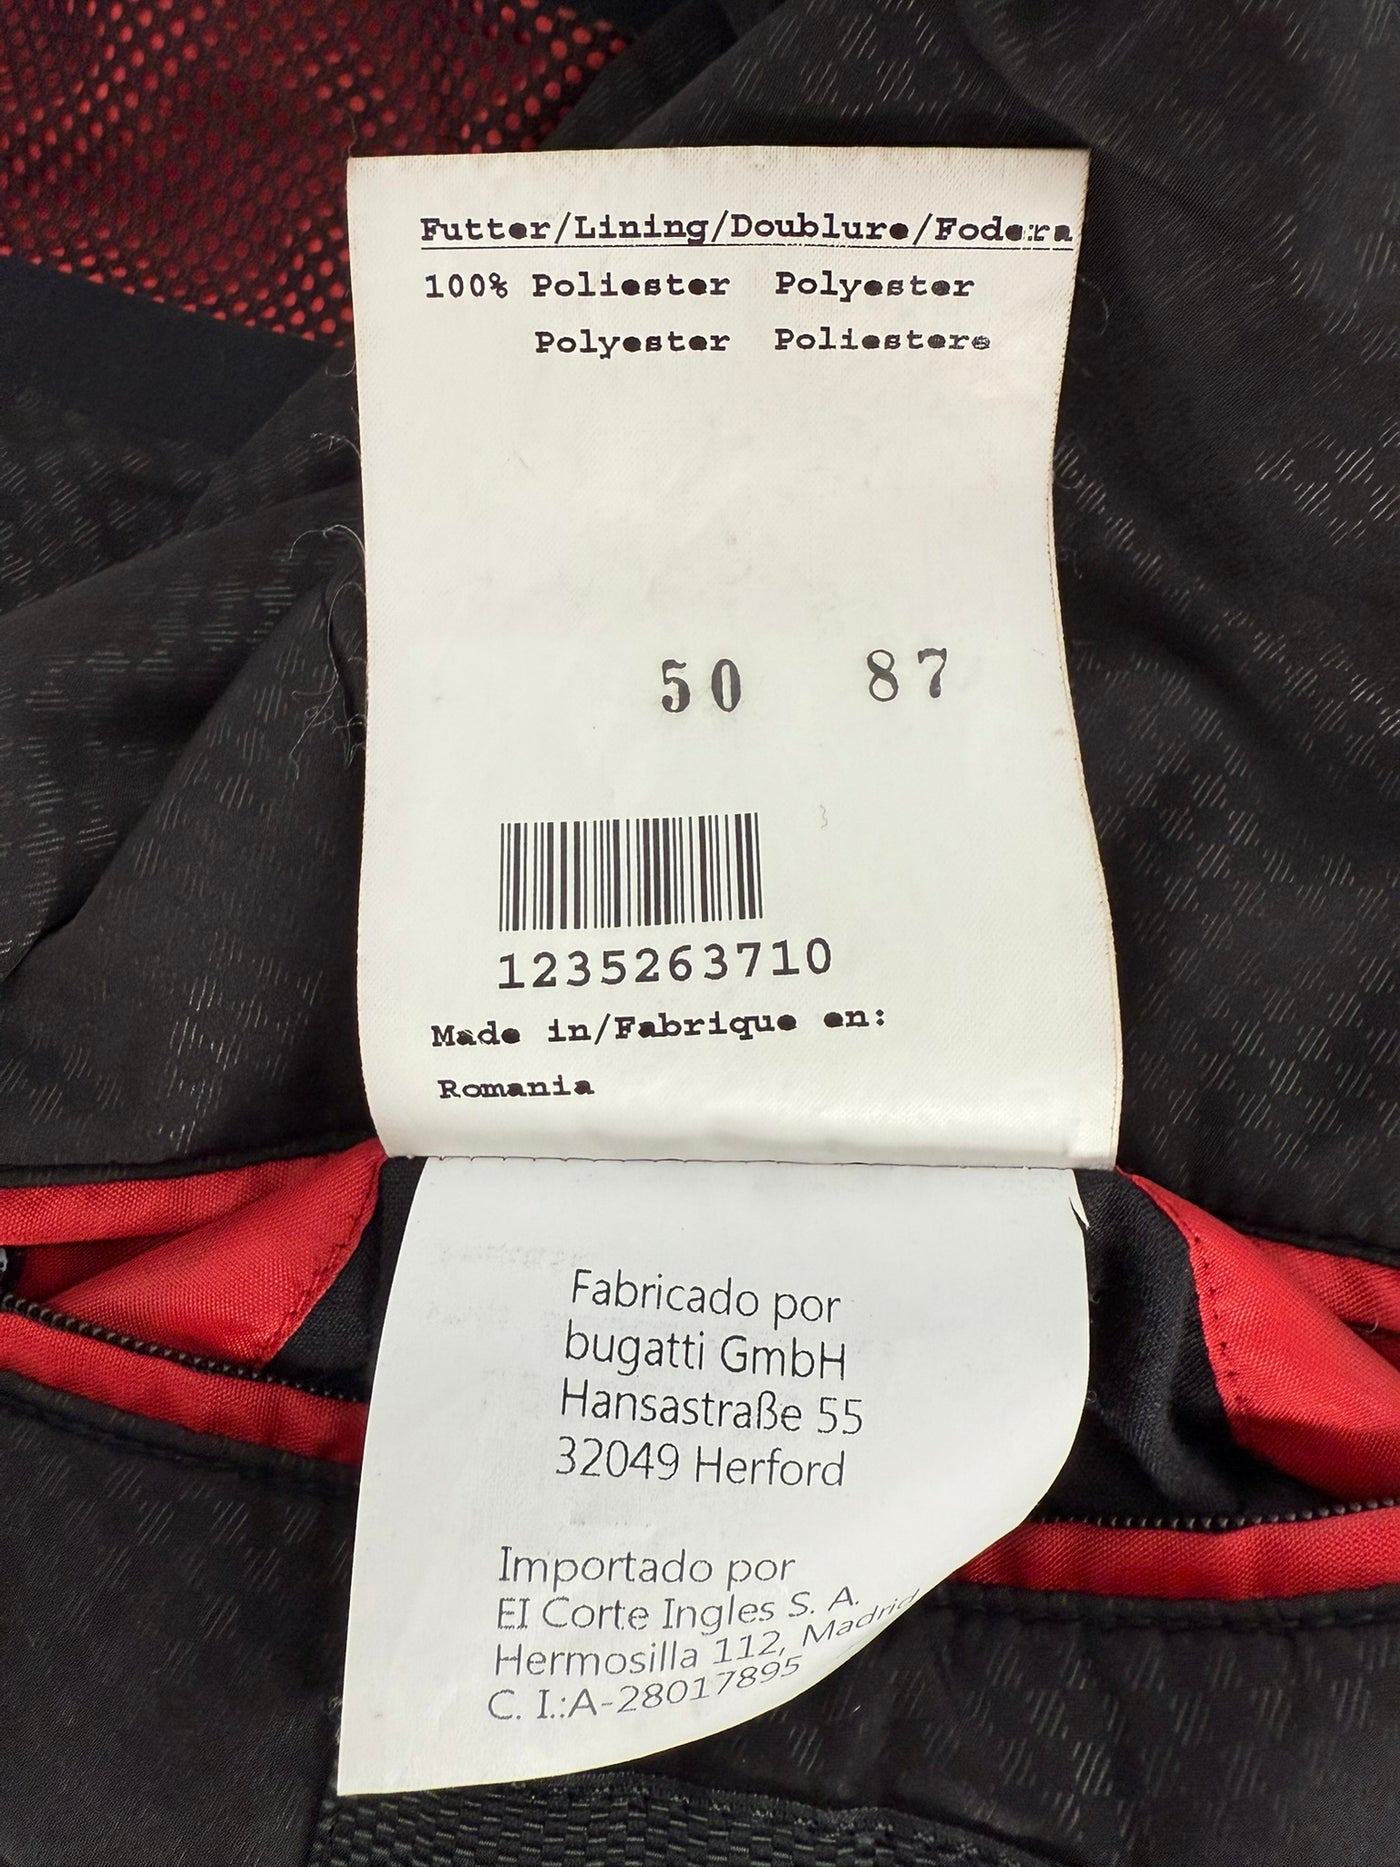 Futter/Lining/Doublure/Fodera
100% Poliester Polyester
Polyester Poliestere
50 87
1235263710
Made in/Fabrique en:
Romania
Fabricado por
bugatti GmbH
Hansastraße 55
32049 Herford
Importado por
El Corte Ingles S. A.
Hermosilla 112, Madrid
C. I.:A-28017895